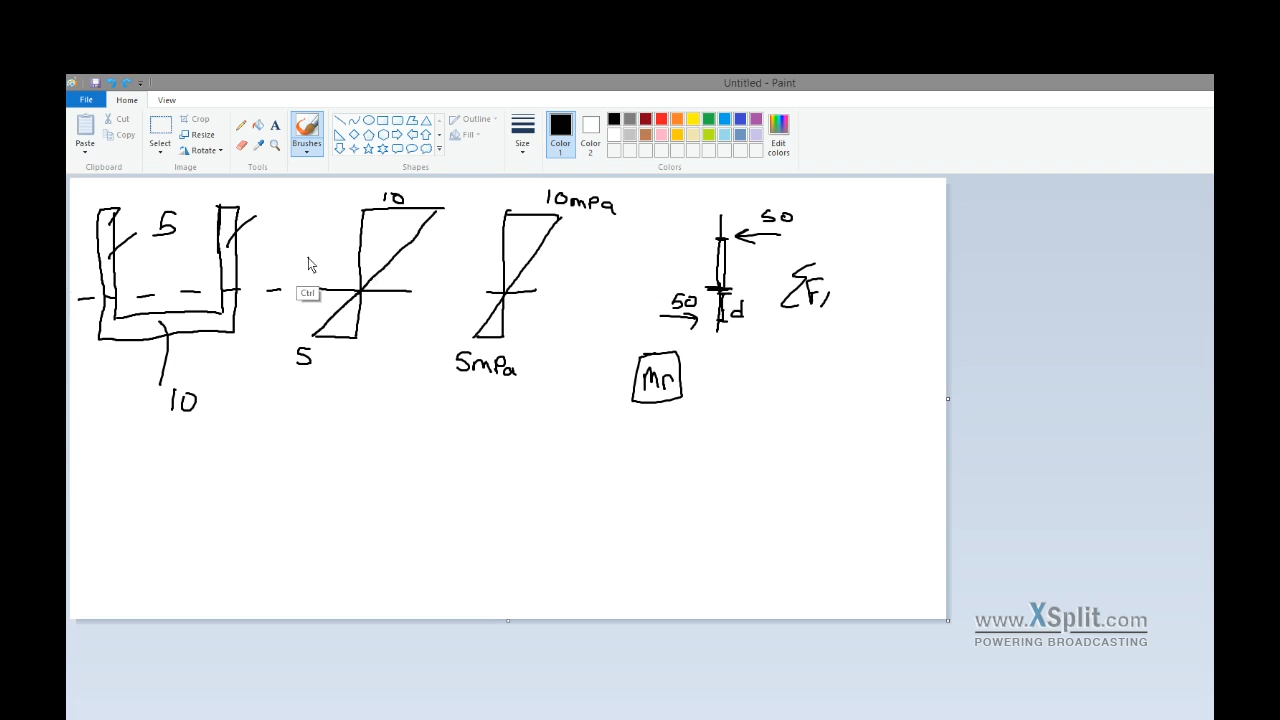 Untitled - Paint
File
Home
View
Paste
Cut
Copy
Clipboard
Select
Crop
Resize
Rotate
Image
Tools
Brushes
Shapes
Outline
Fill
Size
Color
1
Color
2
Colors
Edit
colors
5
10
10
5
10mPa
5mPa
50
50
d
Mr
ΣF,
Ctrl
www.XSplit.com
POWERING BROADCASTING